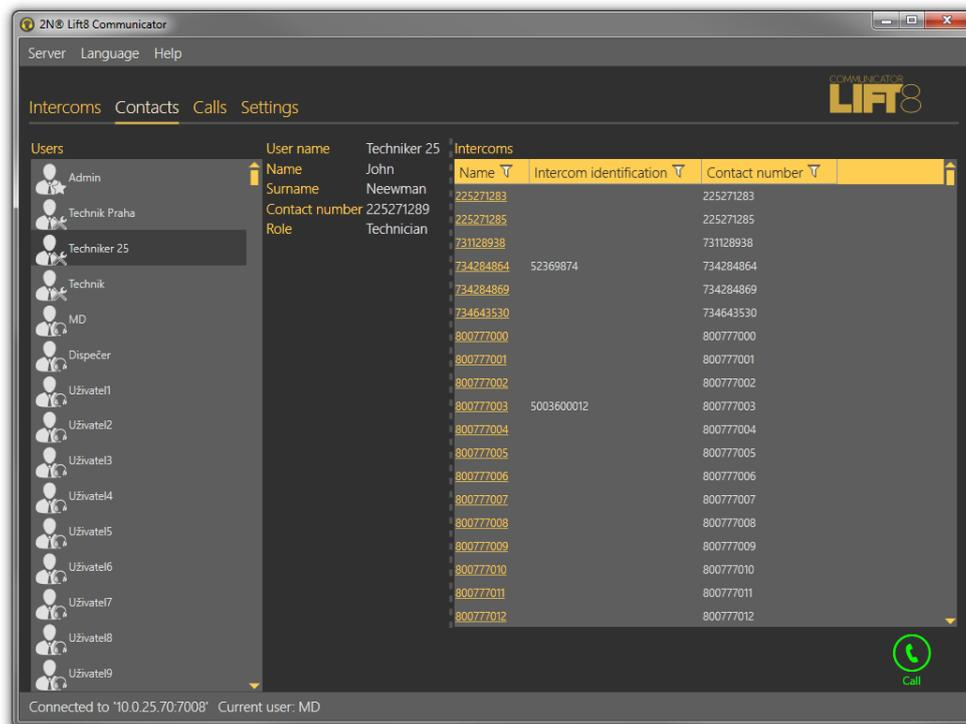 2N® Lift8 Communicator
Server Language Help
COMMUNICATOR
LIFT8
Intercoms Contacts Calls Settings
Users
Admin
Technik Praha
Techniker 25
Technik
MD
Dispečer
Uživatel1
Uživatel2
Uživatel3
Uživatel4
Uživatel5
Uživatel6
Uživatel7
Uživatel8
Uživatel9
User name Techniker 25
Name John
Surname Neewman
Contact number 225271289
Role Technician
Intercoms
Name Intercom identification Contact number
225271283 225271283
225271285 225271285
731128938 731128938
734284864 52369874 734284864
734284869 734284869
734643530 734643530
800777000 800777000
800777001 800777001
800777002 800777002
800777003 5003600012 800777003
800777004 800777004
800777005 800777005
800777006 800777006
800777007 800777007
800777008 800777008
800777009 800777009
800777010 800777010
800777011 800777011
800777012 800777012
Call
Connected to '10.0.25.70:7008' Current user: MD